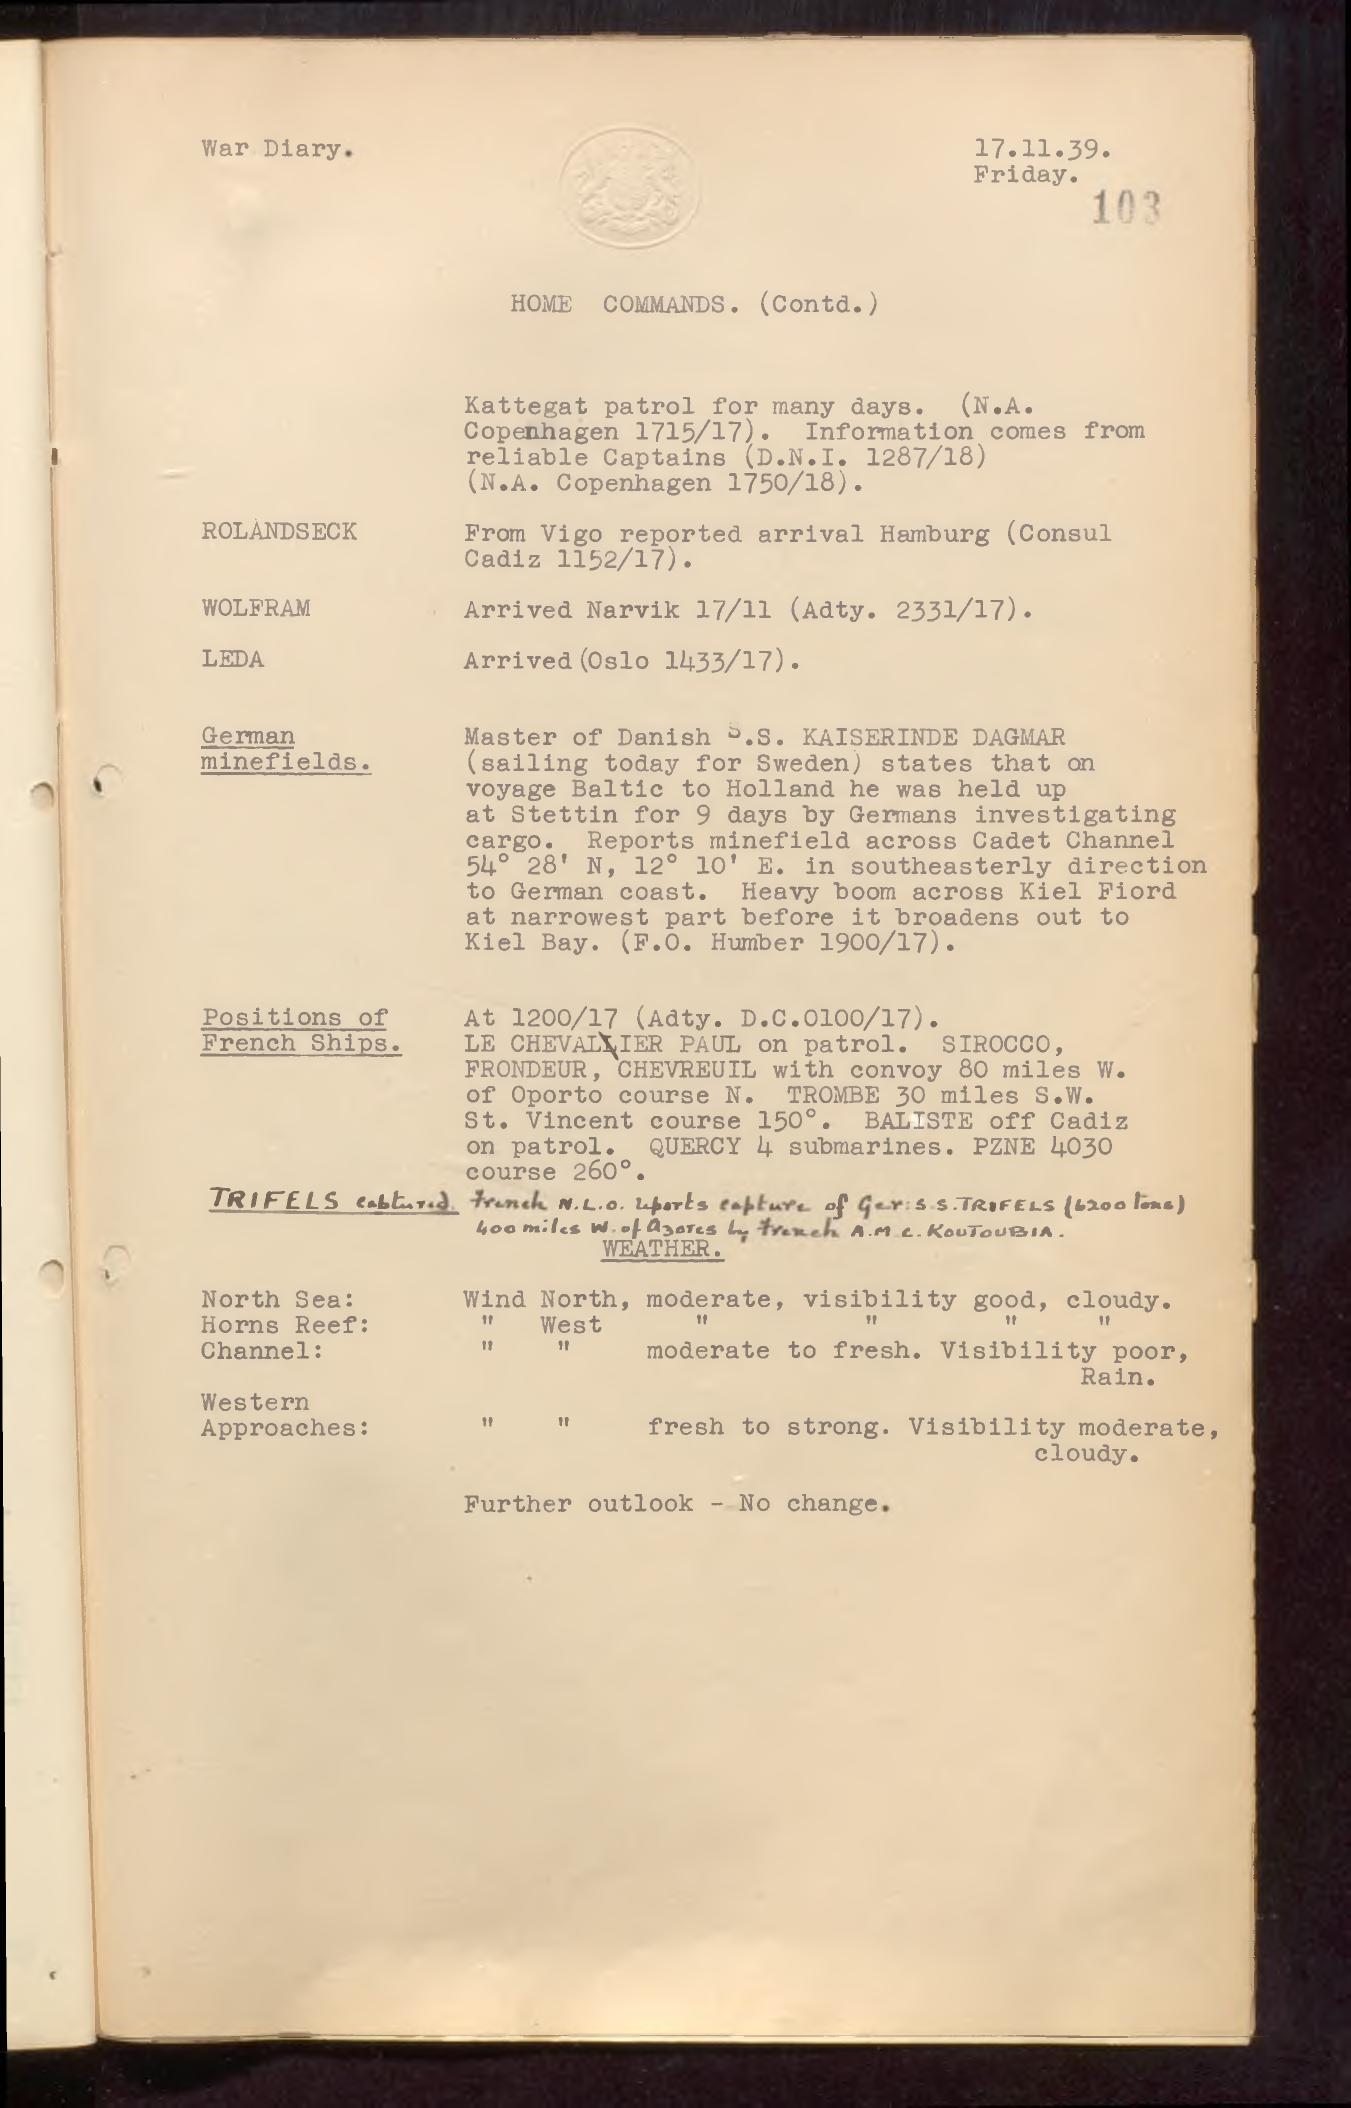 War Diary.
17.11.39.
Friday.
103
HOME COMMANDS. (Contd.)
Kattegat patrol for many days. (N.A.
Copenhagen 1715/17). Information comes from
reliable Captains (D.N.I. 1287/18)
(N.A. Copenhagen 1750/18).
ROLANDSECK From Vigo reported arrival Hamburg (Consul
Cadiz 1152/17).
WOLFRAM Arrived Narvik 17/11 (Adty. 2331/17).
LEDA Arrived (Oslo 1433/17).
German Master of Danish S.S. KAISERINDE DAGMAR
minefields. (sailing today for Sweden) states that on
voyage Baltic to Holland he was held up
at Stettin for 9 days by Germans investigating
cargo. Reports minefield across Cadet Channel
54° 28' N, 12° 10' E. in southeasterly direction
to German coast. Heavy boom across Kiel Fiord
at narrowest part before it broadens out to
Kiel Bay. (F.O. Humber 1900/17).
Positions of At 1200/17 (Adty. D.C.0100/17).
French Ships. LE CHEVALLIER PAUL on patrol. SIROCCO,
FRONDEUR, CHEVREUIL with convoy 80 miles W.
of Oporto course N. TROMBE 30 miles S.W.
St. Vincent course 150°. BALISTE off Cadiz
on patrol. QUERCY 4 submarines. PZNE 4030
course 260°.
TRIFELS captured. French N.L.O. reports capture of Ger: S.S. TRIFELS (6200 tons)
400 miles W. of Azores by French A.M.C. KOUTOUBIA.
WEATHER.
North Sea: Wind North, moderate, visibility good, cloudy.
Horns Reef: " West " " " "
Channel: " " moderate to fresh. Visibility poor,
Rain.
Western
Approaches: " " fresh to strong. Visibility moderate,
cloudy.
Further outlook - No change.